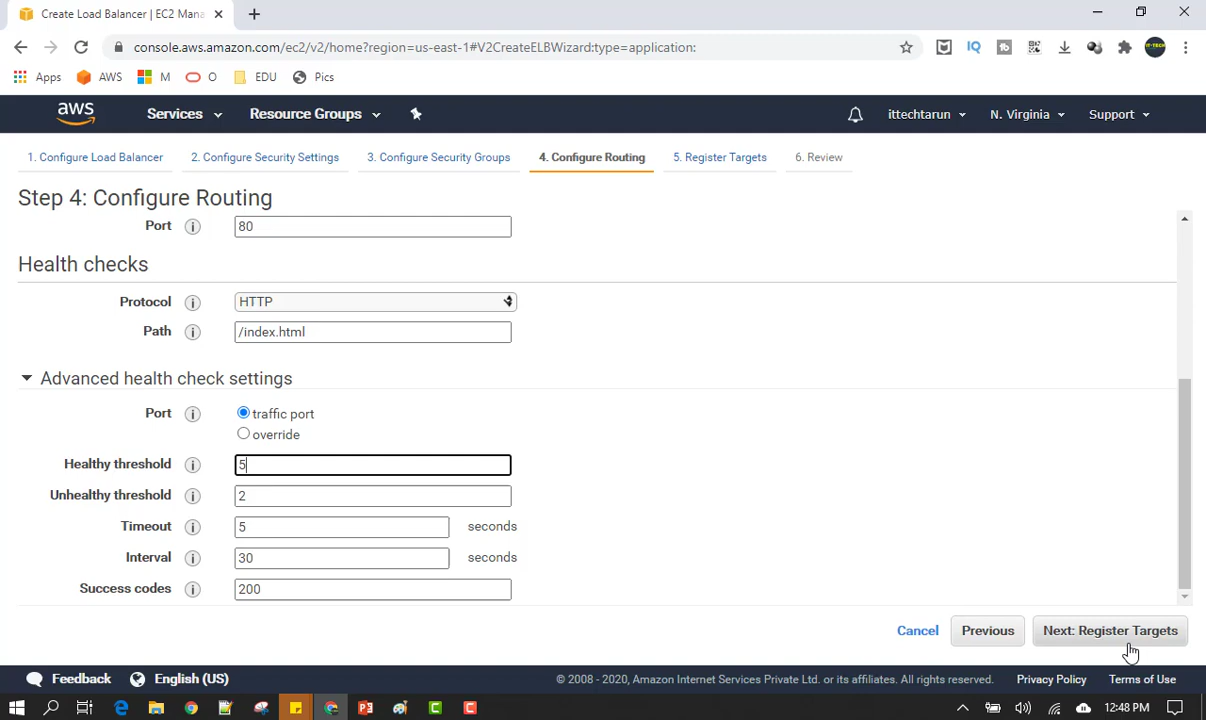 Create Load Balancer | EC2 Mana
console.aws.amazon.com/ec2/v2/home?region=us-east-1#V2CreateELBWizard:type=application:
Apps AWS M O EDU Pics
aws Services Resource Groups ittechtarun N. Virginia Support
1. Configure Load Balancer 2. Configure Security Settings 3. Configure Security Groups 4. Configure Routing 5. Register Targets 6. Review
Step 4: Configure Routing
Port i 80
Health checks
Protocol i HTTP
Path i /index.html
Advanced health check settings
Port i traffic port
override
Healthy threshold i 5
Unhealthy threshold i 2
Timeout i 5 seconds
Interval i 30 seconds
Success codes i 200
Cancel Previous Next: Register Targets
Feedback English (US) © 2008 - 2020, Amazon Internet Services Private Ltd. or its affiliates. All rights reserved. Privacy Policy Terms of Use
12:48 PM